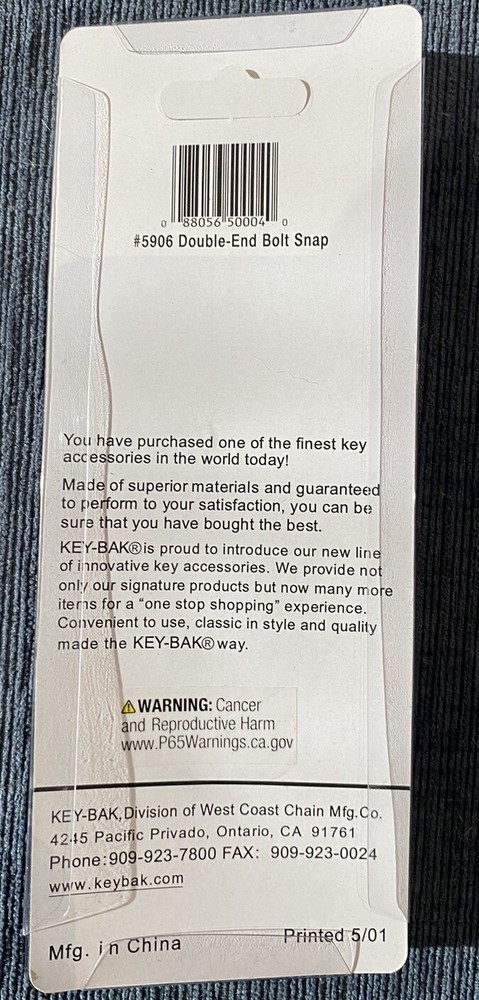 0 88056 50004 0
#5906 Double-End Bolt Snap
You have purchased one of the finest key
accessories in the world today!
Made of superior materials and guaranteed
to perform to your satisfaction, you can be
sure that you have bought the best.
KEY-BAK® is proud to introduce our new line
of innovative key accessories. We provide not
only our signature products but now many more
items for a “one stop shopping” experience.
Convenient to use, classic in style and quality
made the KEY-BAK® way.
⚠WARNING: Cancer
and Reproductive Harm
www.P65Warnings.ca.gov
KEY-BAK, Division of West Coast Chain Mfg.Co.
4245 Pacific Privado, Ontario, CA 91761
Phone:909-923-7800 FAX: 909-923-0024
www.keybak.com
Mfg. in China
Printed 5/01